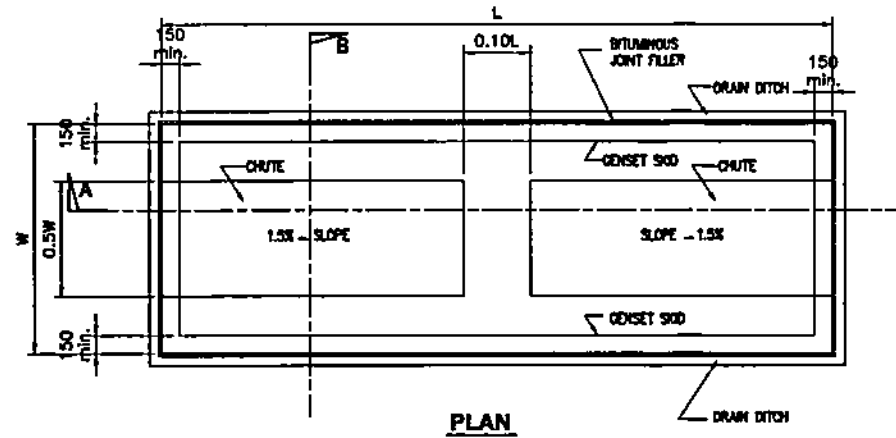 L
150
min.
B
0.10L
BITUMINOUS
JOINT FILLER
150
min.
DRAIN DITCH
150
min.
GENSET SKID
CHUTE
CHUTE
A
W
0.5W
1.5% - SLOPE
SLOPE - 1.5%
150
min.
GENSET SKID
DRAIN DITCH
PLAN